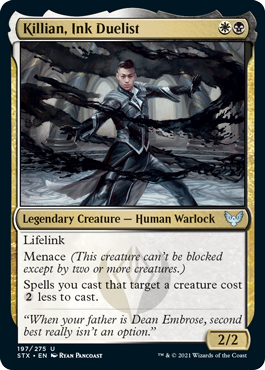 Killian, Ink Duelist
Legendary Creature — Human Warlock
Lifelink
Menace (This creature can't be blocked
except by two or more creatures.)
Spells you cast that target a creature cost
2 less to cast.
"When your father is Dean Embrose, second
best really isn't an option."
2/2
197/275 U
STX • EN Ryan Pancoast
™ & © 2021 Wizards of the Coast